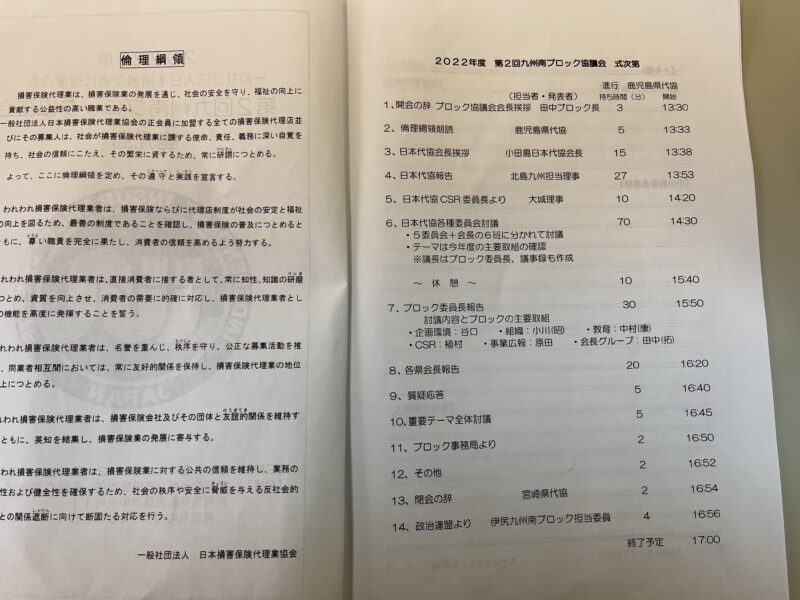 倫理綱領
損害保険代理業は、損害保険業の発展を通じ、社会の安全を守り、福祉の向上に
貢献する公益性の高い職業である。
一般社団法人日本損害保険代理業協会の正会員に加盟する全ての損害保険代理店並
びにその募集人は、社会が損害保険代理業に課する使命、責任、義務に深い自覚を
持ち、社会の信頼にこたえ、その繁栄に資するため、常に研鑚につとめる。
よって、ここに倫理綱領を定め、その遵守と実践を宣言する。
われわれ損害保険代理業者は、損害保険ならびに代理店制度が社会の安定と福祉
の向上を図るため、最善の制度であることを確認し、損害保険の普及につとめると
もに、尊い職責を完全に果たし、消費者の信頼を高めるよう努力する。
れわれ損害保険代理業者は、直接消費者に接する者として、常に知性、知識の研磨
つとめ、資質を向上させ、消費者の需要に的確に対応し、損害保険代理業者とし
の機能を高度に発揮することを誓う。
れわれ損害保険代理業者は、名誉を重んじ、秩序を守り、公正な募集活動を推
、同業者相互間においては、常に友好的関係を保持し、損害保険代理業の地位
上につとめる。
れわれ損害保険代理業者は、損害保険会社及びその団体と友誼的関係を維持す
ともに、英知を結集し、損害保険業の発展に寄与する。
れわれ損害保険代理業者は、損害保険業に対する公共の信頼を維持し、業務の
性および健全性を確保するため、社会の秩序や安全に脅威を与える反社会的
との関係遮断に向けて断固たる対応を行う。
一般社団法人 日本損害保険代理業協会
2022年度 第2回九州南ブロック協議会 式次第
進行 鹿児島県代協
(担当者・発表者) 持ち時間(分) 開始
1、開会の辞 ブロック協議会会長挨拶 田中ブロック長 3 13:30
2、倫理綱領朗読 鹿児島県代協 5 13:33
3、日本代協会長挨拶 小田島日本代協会長 15 13:38
4、日本代協報告 北島九州担当理事 27 13:53
5、日本代協CSR委員長より 大城理事 10 14:20
6、日本代協各種委員会討議 70 14:30
・5委員会+会長の6班に分かれて討議
・テーマは今年度の主要取組の確認
※議長はブロック委員長、議事録も作成
～ 休 憩 ～ 10 15:40
7、ブロック委員長報告 30 15:50
討議内容とブロックの主要取組
・企画環境:谷口 ・組織:小川(昭) ・教育:中村(康)
・CSR:植村 ・事業広報:原田 ・会長グループ:田中(拓)
8、各県会長報告 20 16:20
9、質疑応答 5 16:40
10、重要テーマ全体討議 5 16:45
11、ブロック事務局より 2 16:50
12、その他 2 16:52
13、閉会の辞 宮崎県代協 2 16:54
14、政治連盟より 伊尻九州南ブロック担当委員 4 16:56
終了予定 17:00